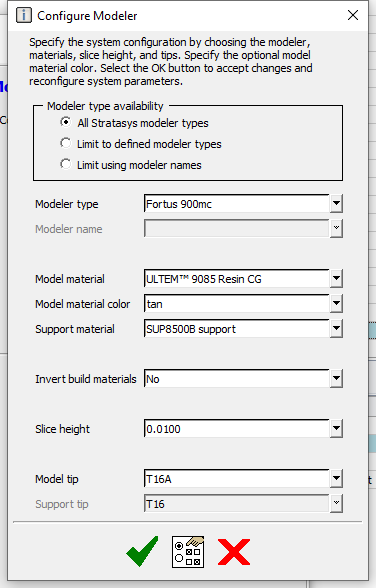 Configure Modeler
Specify the system configuration by choosing the modeler,
materials, slice height, and tips. Specify the optional model
material color. Select the OK button to accept changes and
reconfigure system parameters.
Modeler type availability
All Stratasys modeler types
Limit to defined modeler types
Limit using modeler names
Modeler type Fortus 900mc
Modeler name
Model material ULTEM™ 9085 Resin CG
Model material color tan
Support material SUP8500B support
Invert build materials No
Slice height 0.0100
Model tip T16A
Support tip T16